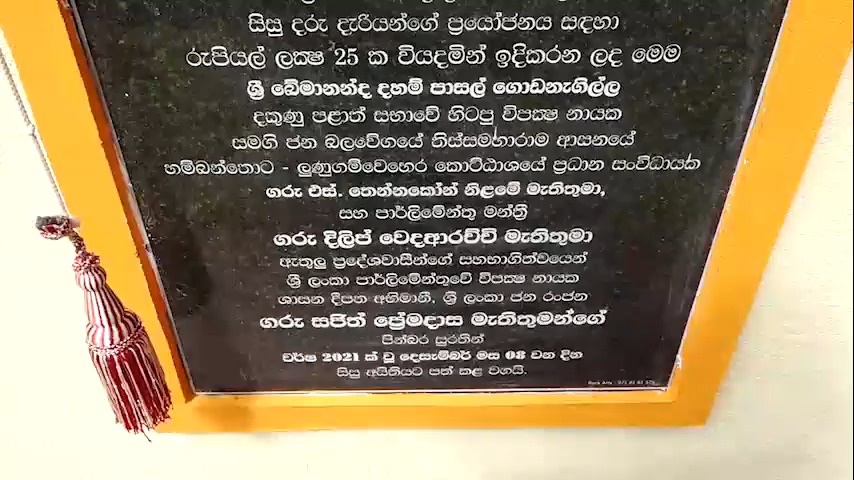 සිසු දරු දැරියන්ගේ ප්‍රයෝජනය සඳහා
රුපියල් ලක්‍ෂ 25 ක වියදමින් ඉදිකරන ලද මෙම
ශ්‍රී ඛේමානන්ද දහම් පාසල් ගොඩනැගිල්ල
දකුණු පළාත් සභාවේ හිටපු විපක්‍ෂ නායක
සමගි ජන බලවේගයේ තිස්සමහාරාම ආසනයේ
හම්බන්තොට - ලුණුගම්වෙහෙර කොට්ඨාශයේ ප්‍රධාන සංවිධායක
ගරු එස්. තෙන්නකෝන් නිළමේ මැතිතුමා,
සහ පාර්ලිමේන්තු මන්ත්‍රී
ගරු දිලිප් වෙදආරච්චි මැතිතුමා
ඇතුලු ප්‍රදේශවාසීන්ගේ සහභාගිත්වයෙන්
ශ්‍රී ලංකා පාර්ලිමේන්තුවේ විපක්‍ෂ නායක
ශාසන දීපන අභිමානී, ශ්‍රී ලංකා ජන රංජන
ගරු සජිත් ප්‍රේමදාස මැතිතුමන්ගේ
පින්බර සුරතින්
වර්ෂ 2021 ක් වූ දෙසැම්බර් මස 08 වන දින
සිසු අයිතියට පත් කළ වගයි.